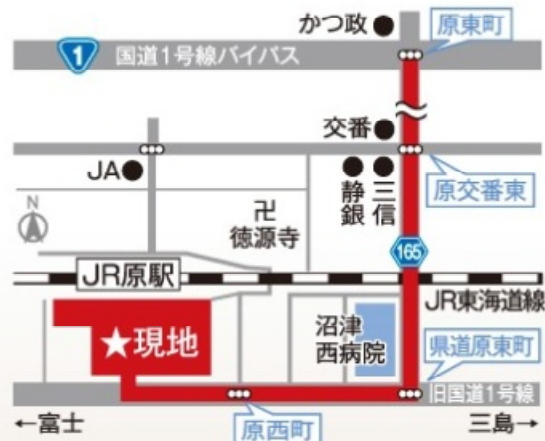 かつ政
原東町
1
国道1号線バイパス
交番
JA
静銀
三信
原交番東
N
卍
徳源寺
165
JR原駅
JR東海道線
★現地
沼津
西病院
県道原東町
旧国道1号線
←富士
原西町
三島→